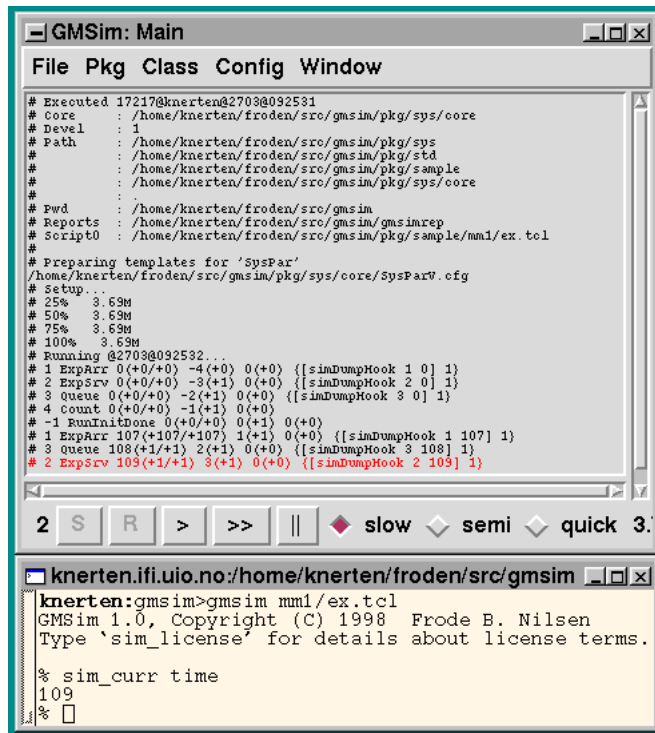 GMSim: Main
File Pkg Class Config Window
# Executed 17217@knerten@2703@092531
# Core : /home/knerten/froden/src/gmsim/pkg/sys/core
# Devel : 1
# Path : /home/knerten/froden/src/gmsim/pkg/sys
# : /home/knerten/froden/src/gmsim/pkg/std
# : /home/knerten/froden/src/gmsim/pkg/sample
# : /home/knerten/froden/src/gmsim/pkg/sys/core
# : .
# Pwd : /home/knerten/froden/src/gmsim
# Reports : /home/knerten/froden/src/gmsim/gmsimrep
# Script0 : /home/knerten/froden/src/gmsim/pkg/sample/mm1/ex.tcl
#
# Preparing templates for 'SysPar'
/home/knerten/froden/src/gmsim/pkg/sys/core/SysParV.cfg
# Setup...
# 25% 3.69M
# 50% 3.69M
# 75% 3.69M
# 100% 3.69M
# Running @2703@092532...
# 1 ExpArr 0(+0/+0) -4(+0) 0(+0) {[simDumpHook 1 0] 1}
# 2 ExpSrv 0(+0/+0) -3(+1) 0(+0) {[simDumpHook 2 0] 1}
# 3 Queue 0(+0/+0) -2(+1) 0(+0) {[simDumpHook 3 0] 1}
# 4 Count 0(+0/+0) -1(+1) 0(+0)
# -1 RunInitDone 0(+0/+0) 0(+1) 0(+0)
# 1 ExpArr 107(+107/+107) 1(+1) 0(+0) {[simDumpHook 1 107] 1}
# 3 Queue 108(+1/+1) 2(+1) 0(+0) {[simDumpHook 3 108] 1}
# 2 ExpSrv 109(+1/+1) 3(+1) 0(+0) {[simDumpHook 2 109] 1}
2 S R > >> || slow semi quick 3.
knerten.ifi.uio.no:/home/knerten/froden/src/gmsim
knerten:gmsim>gmsim mm1/ex.tcl
GMSim 1.0, Copyright (C) 1998 Frode B. Nilsen
Type `sim_license' for details about license terms.
% sim_curr time
109
%